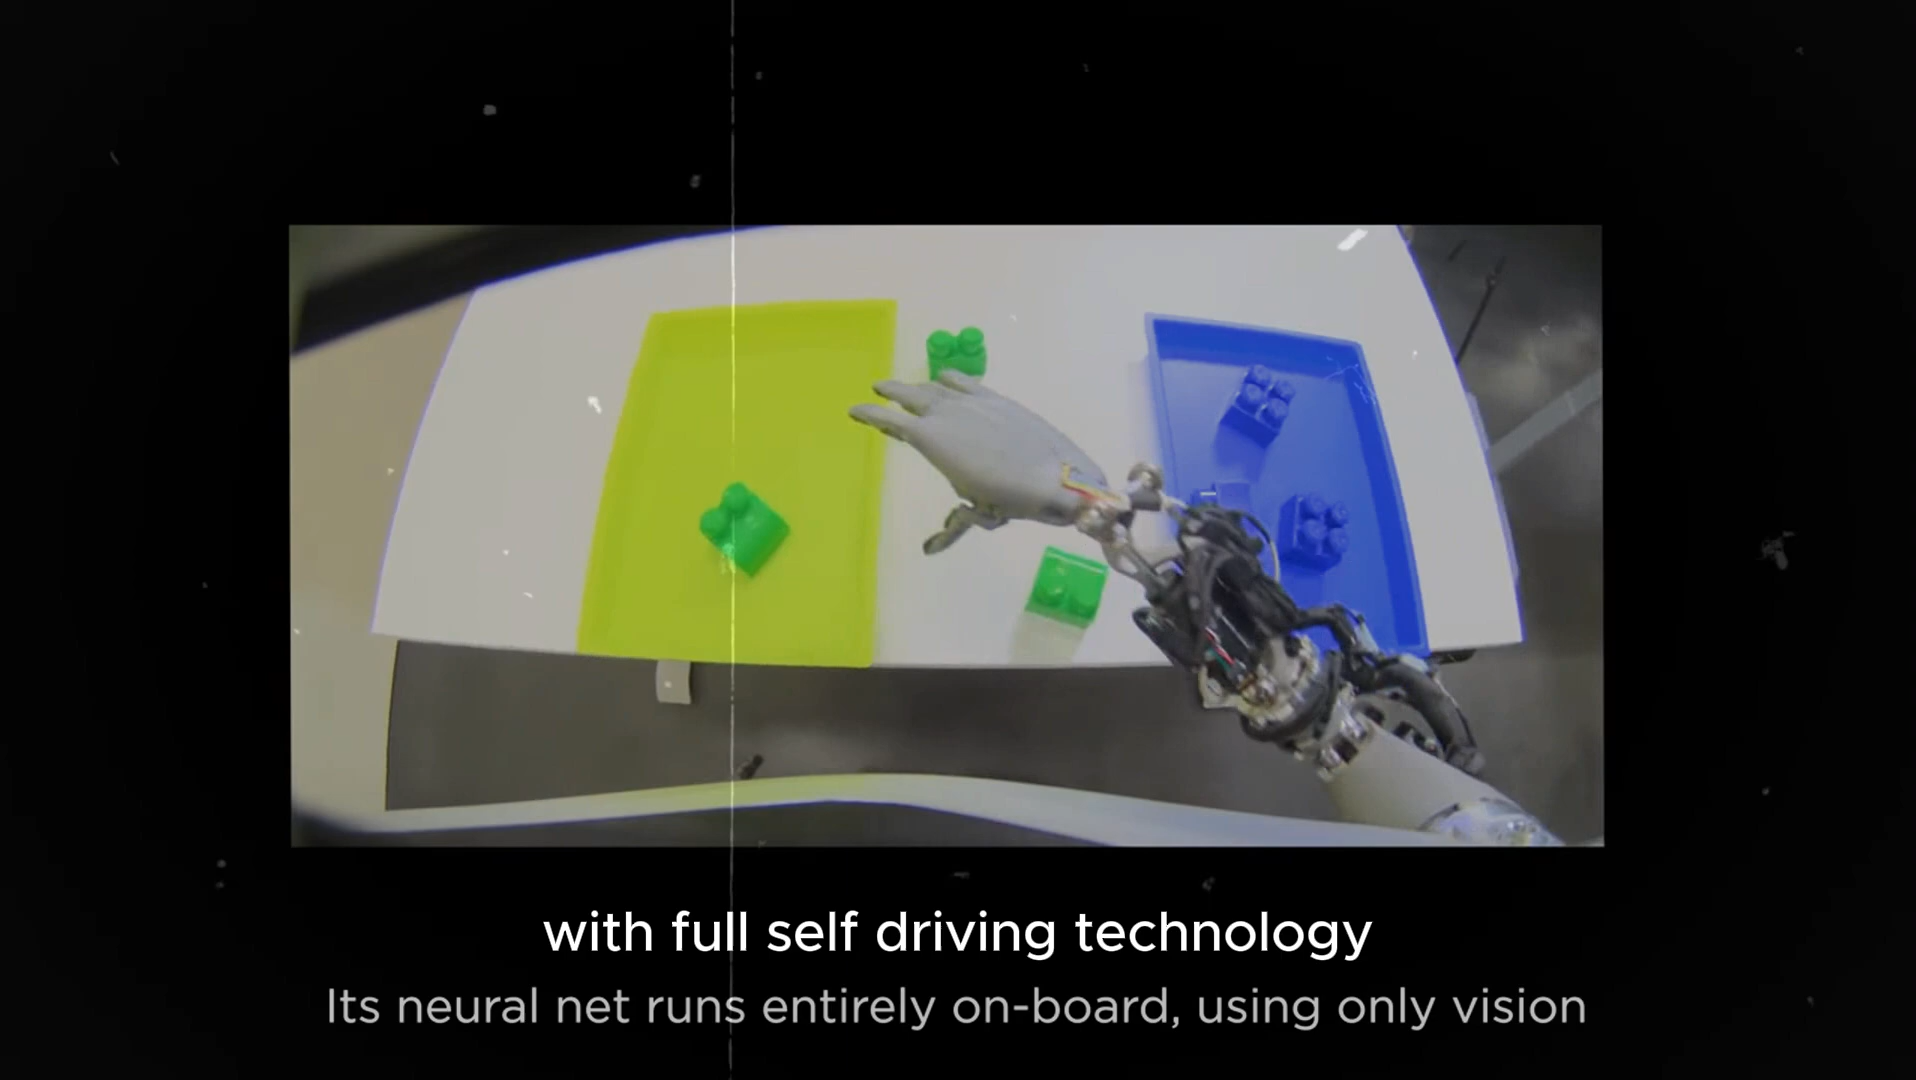 with full self driving technology
Its neural net runs entirely on-board, using only vision